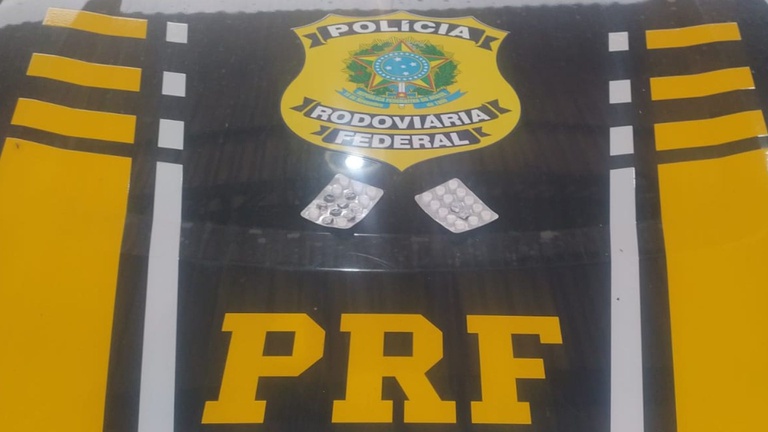 POLÍCIA
RODOVIÁRIA
FEDERAL
PRF